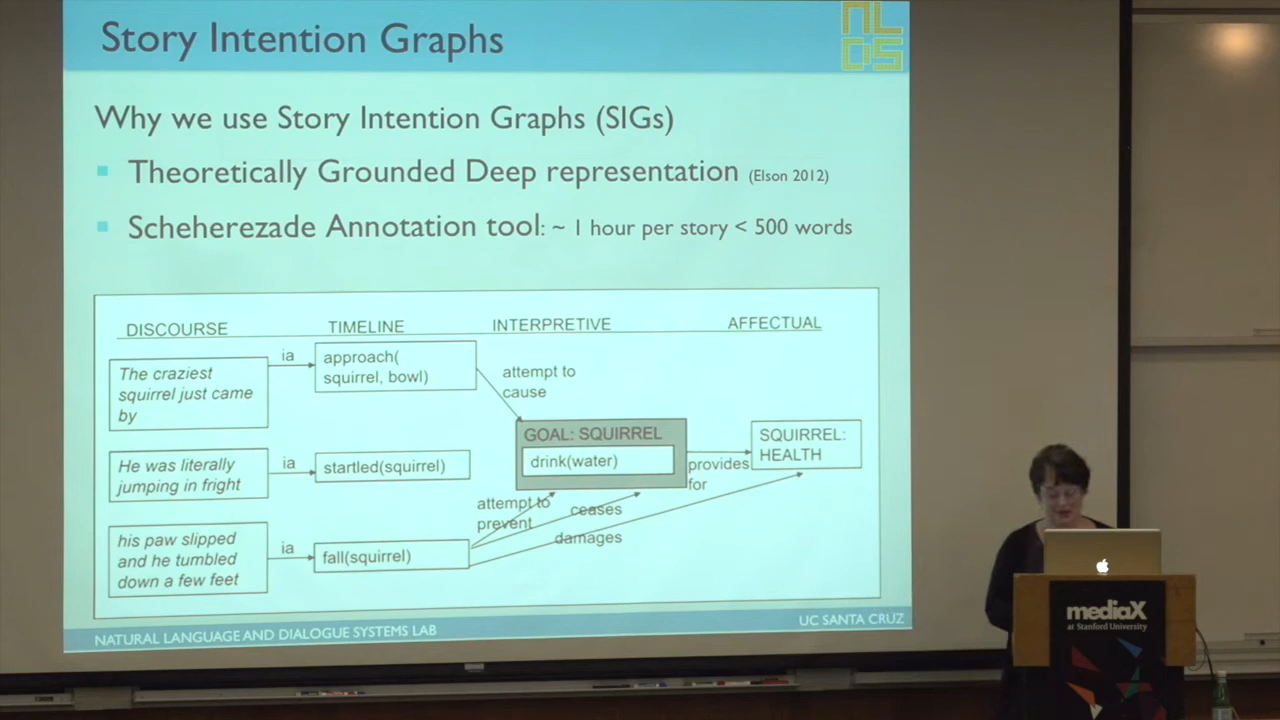 Story Intention Graphs
NLDS
Why we use Story Intention Graphs (SIGs)
Theoretically Grounded Deep representation (Elson 2012)
Scheherezade Annotation tool: ~ 1 hour per story < 500 words
DISCOURSE TIMELINE INTERPRETIVE AFFECTUAL
The craziest
squirrel just came
by
ia
approach(
squirrel, bowl)
attempt to
cause
GOAL: SQUIRREL
drink(water)
provides
for
SQUIRREL:
HEALTH
He was literally
jumping in fright
ia
startled(squirrel)
attempt to
prevent
ceases
damages
his paw slipped
and he tumbled
down a few feet
ia
fall(squirrel)
NATURAL LANGUAGE AND DIALOGUE SYSTEMS LAB
UC SANTA CRUZ
mediaX
at Stanford University